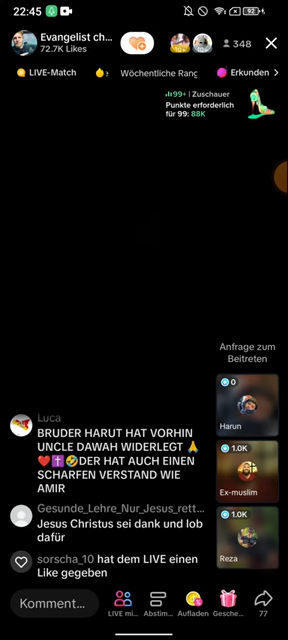 22:45
92
Evangelist ch...
72.7K Likes
348
LIVE-Match
Wöchentliche Rang
Erkunden
99+ | Zuschauer
Punkte erforderlich
für 99: 88K
Anfrage zum
Beitreten
0
Harun
1.0K
Ex-muslim
1.0K
Reza
Luca
BRUDER HARUT HAT VORHIN
UNCLE DAWAH WIDERLEGT 🙏
❤️✝️🤣DER HAT AUCH EINEN
SCHARFEN VERSTAND WIE
AMIR
Gesunde_Lehre_Nur_Jesus_rett...
Jesus Christus sei dank und lob
dafür
sorscha_10 hat dem LIVE einen
Like gegeben
Komment...
LIVE mi...
Abstim...
Aufladen
Gesche...
77